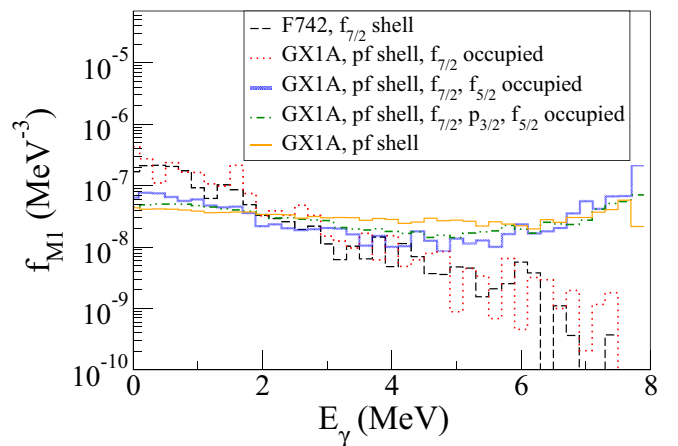 F742, f7/2 shell
GX1A, pf shell, f7/2 occupied
GX1A, pf shell, f7/2, f5/2 occupied
GX1A, pf shell, f7/2, p3/2, f5/2 occupied
GX1A, pf shell
10^-5
10^-6
10^-7
10^-8
10^-9
10^-10
fM1 (MeV^-3)
0 2 4 6 8
Eγ (MeV)